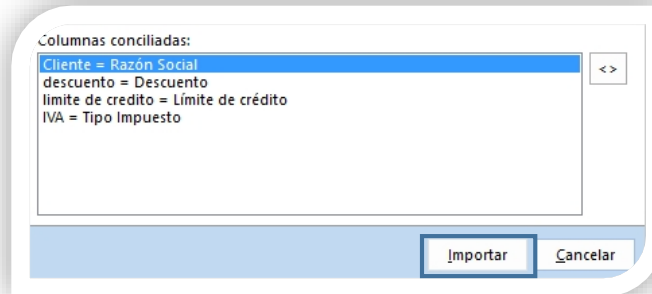 Columnas conciliadas:
Cliente = Razón Social
descuento = Descuento
limite de credito = Límite de crédito
IVA = Tipo Impuesto
<>
Importar Cancelar